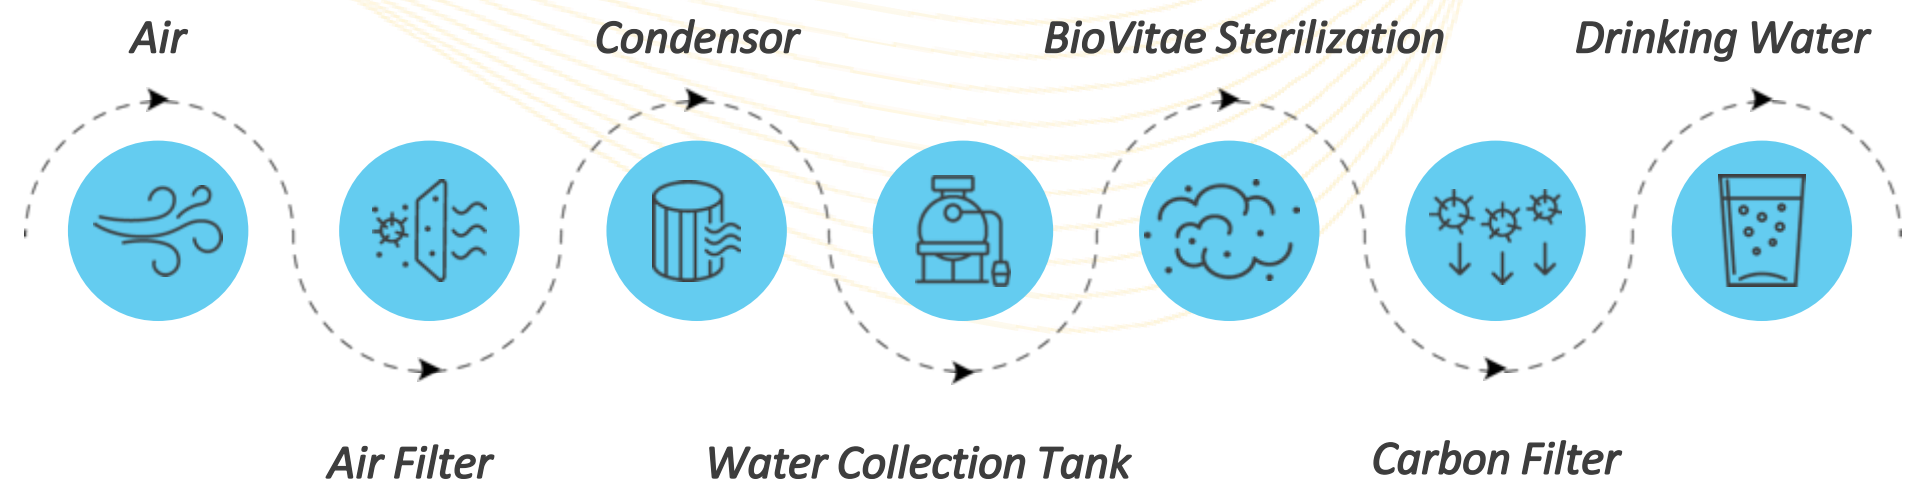 Air
Condensor
BioVitae Sterilization
Drinking Water
Air Filter
Water Collection Tank
Carbon Filter